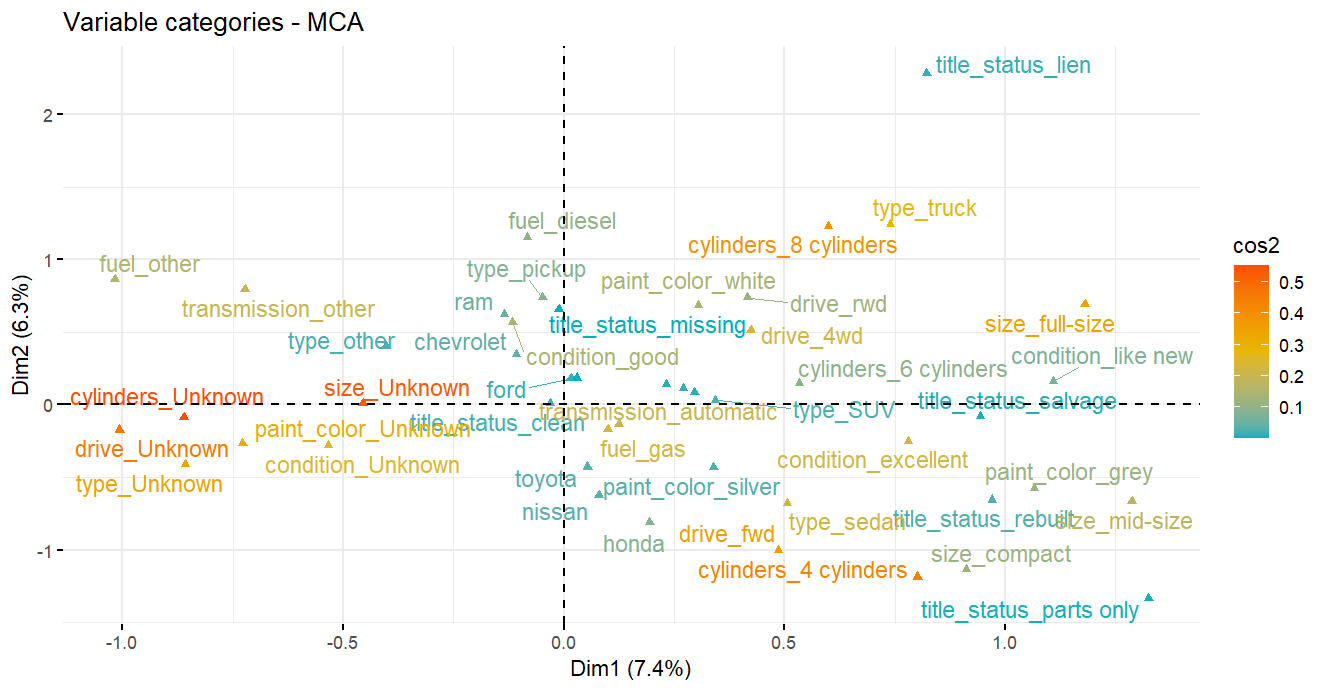 Variable categories - MCA
title_status_lien
type_truck
fuel_diesel
cylinders_8 cylinders
fuel_other
type_pickup
paint_color_white
cos2
transmission_other
ram
drive_rwd
title_status_missing
size_full-size
type_other
chevrolet
drive_4wd
condition_good
condition_like new
cylinders_6 cylinders
size_Unknown
ford
cylinders_Unknown
title_status_salvage
transmission_automatic
type_SUV
title_status_clean
paint_color_Unknown
drive_Unknown
fuel_gas
condition_Unknown
condition_excellent
paint_color_grey
type_Unknown
toyota
paint_color_silver
nissan
type_sedan
title_status_rebuilt
size_mid-size
honda
drive_fwd
size_compact
cylinders_4 cylinders
title_status_parts only
0.5
0.4
0.3
0.2
0.1
2
1
0
-1
Dim2 (6.3%)
-1.0
-0.5
0.0
0.5
1.0
Dim1 (7.4%)